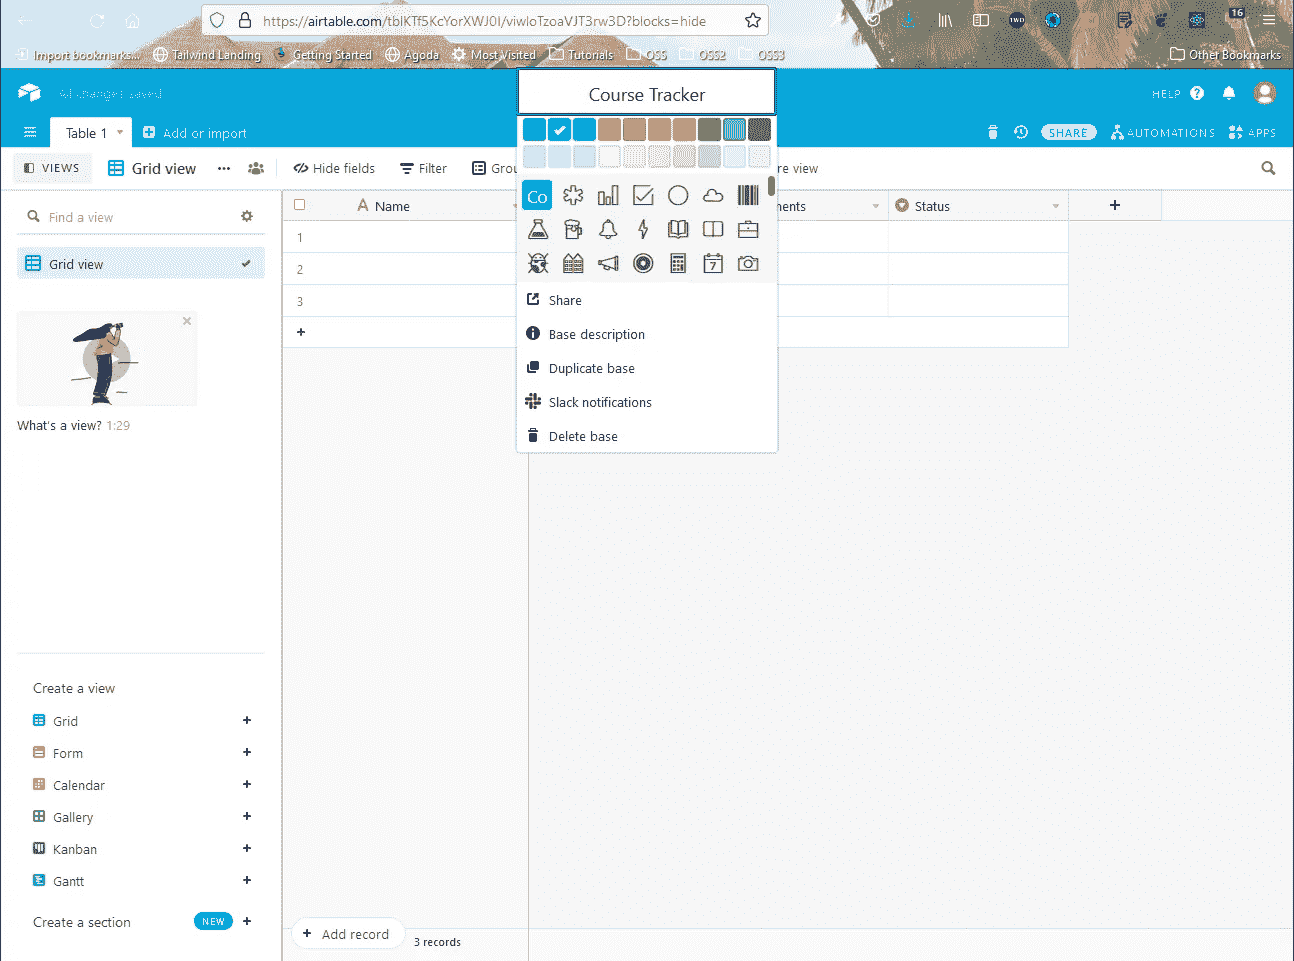 https://airtable.com/tblKTf5KcYorXWJ0I/viwIoTzoaVJT3rw3D?blocks=hide
TWD
16
Import bookmarks... Tailwind Landing Getting Started Agoda Most Visited Tutorials OSS OSS2 OSS3 Other Bookmarks
All changes saved
Course Tracker
HELP
Table 1
Add or import
SHARE
AUTOMATIONS
APPS
VIEWS
Grid view
Hide fields
Filter
re view
Find a view
Grid view
Name
Status
1
2
3
Co
7
Share
Base description
Duplicate base
Slack notifications
Delete base
What's a view? 1:29
Create a view
Grid
Form
Calendar
Gallery
Kanban
Gantt
Create a section NEW
Add record
3 records